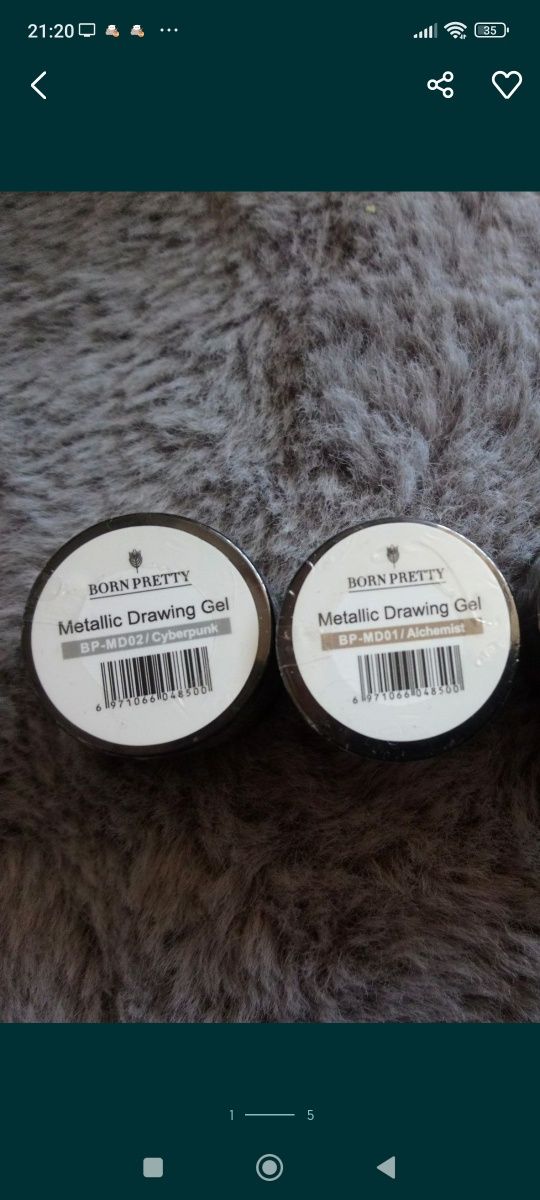 21:20
35
BORN PRETTY
Metallic Drawing Gel
BP-MD02/Cyberpunk
6 971066 048500
BORN PRETTY
Metallic Drawing Gel
BP-MD01/Alchemist
6 971066 048500
1
5